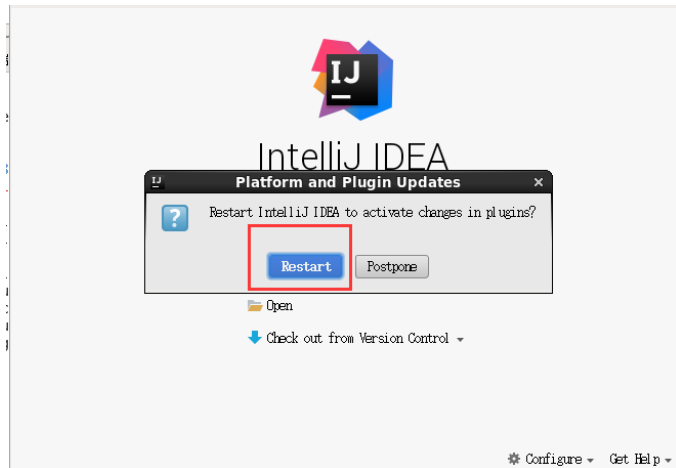 IJ
IntelliJ IDEA
IJ
Platform and Plugin Updates
×
Restart IntelliJ IDEA to activate changes in plugins?
Restart
Postpone
Open
Check out from Version Control
Configure
Get Help